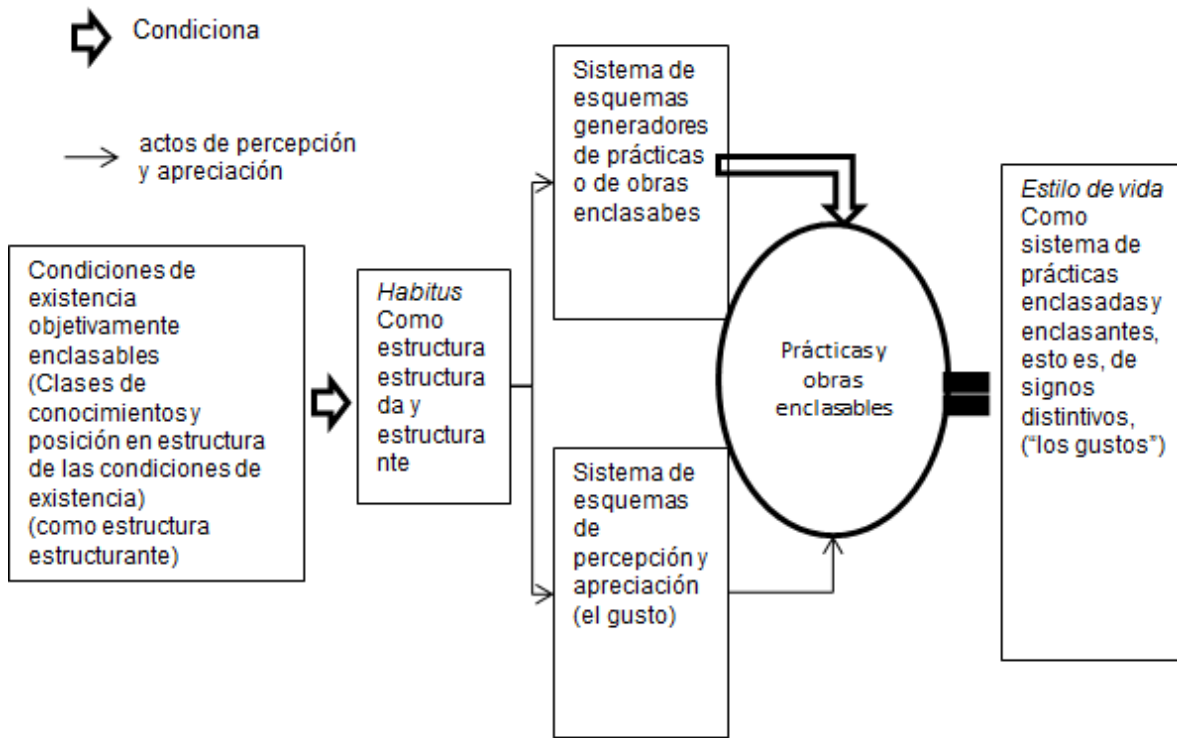 Condiciona
actos de percepción
y apreciación
Condiciones de
existencia
objetivamente
enclasables
(Clases de
conocimientos y
posición en estructura
de las condiciones de
existencia)
(como estructura
estructurante)
Habitus
Como
estructura
estructura
da y
estructura
nte
Sistema de
esquemas
generadores
de prácticas
o de obras
enclasabes
Sistema de
esquemas
de
percepción y
apreciación
(el gusto)
Prácticas y
obras
enclasables
Estilo de vida
Como
sistema de
prácticas
enclasadas y
enclasantes,
esto es, de
signos
distintivos,
(“los gustos”)